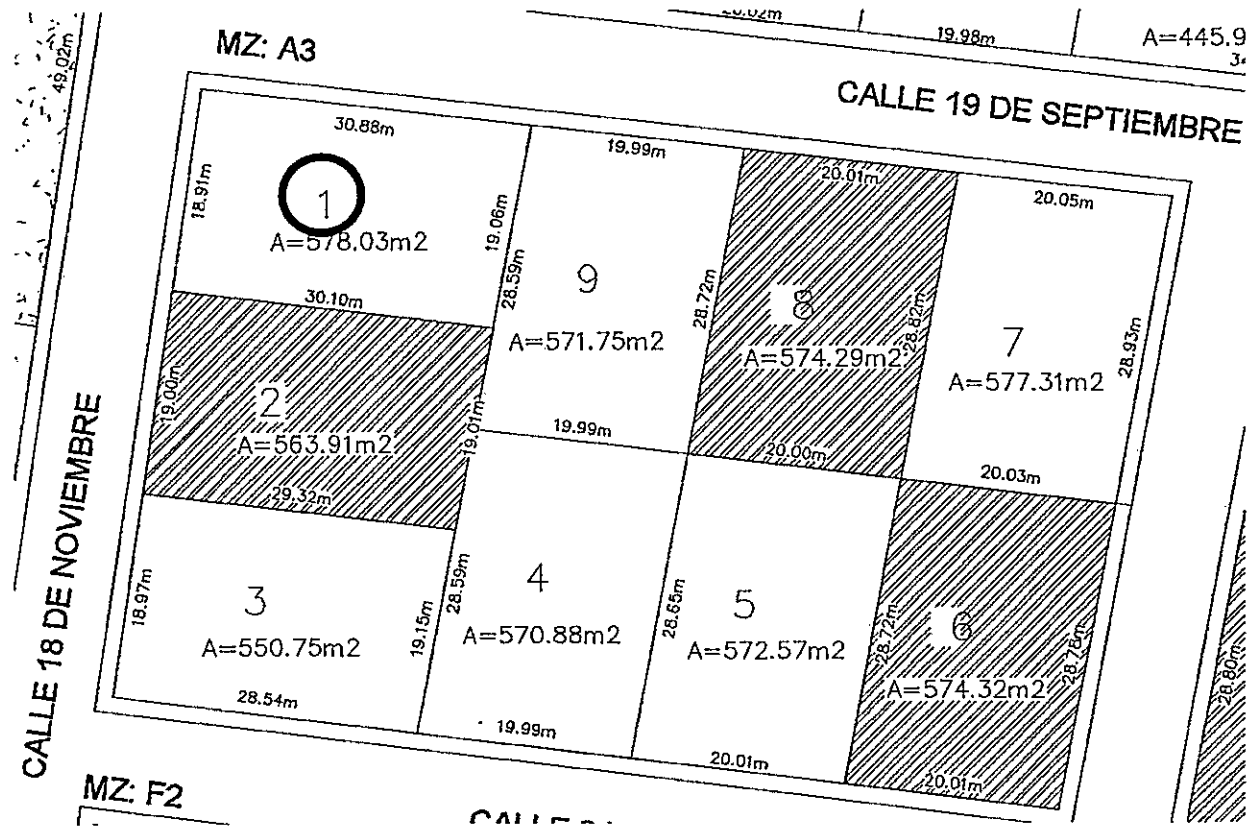 20.02m
19.98m
A=445.9
49.02m
MZ: A3
CALLE 19 DE SEPTIEMBRE
30.88m
19.99m
20.01m
20.05m
18.91m
1
A=578.03m2
19.06m
28.59m
9
A=571.75m2
28.72m
8
A=574.29m2
28.82m
7
A=577.31m2
28.93m
30.10m
19.00m
2
A=563.91m2
19.01m
19.99m
20.00m
20.03m
29.32m
CALLE 18 DE NOVIEMBRE
18.97m
3
A=550.75m2
19.15m
28.59m
4
A=570.88m2
28.65m
5
A=572.57m2
28.72m
6
A=574.32m2
28.78m
28.80m
28.54m
19.99m
20.01m
20.01m
MZ: F2